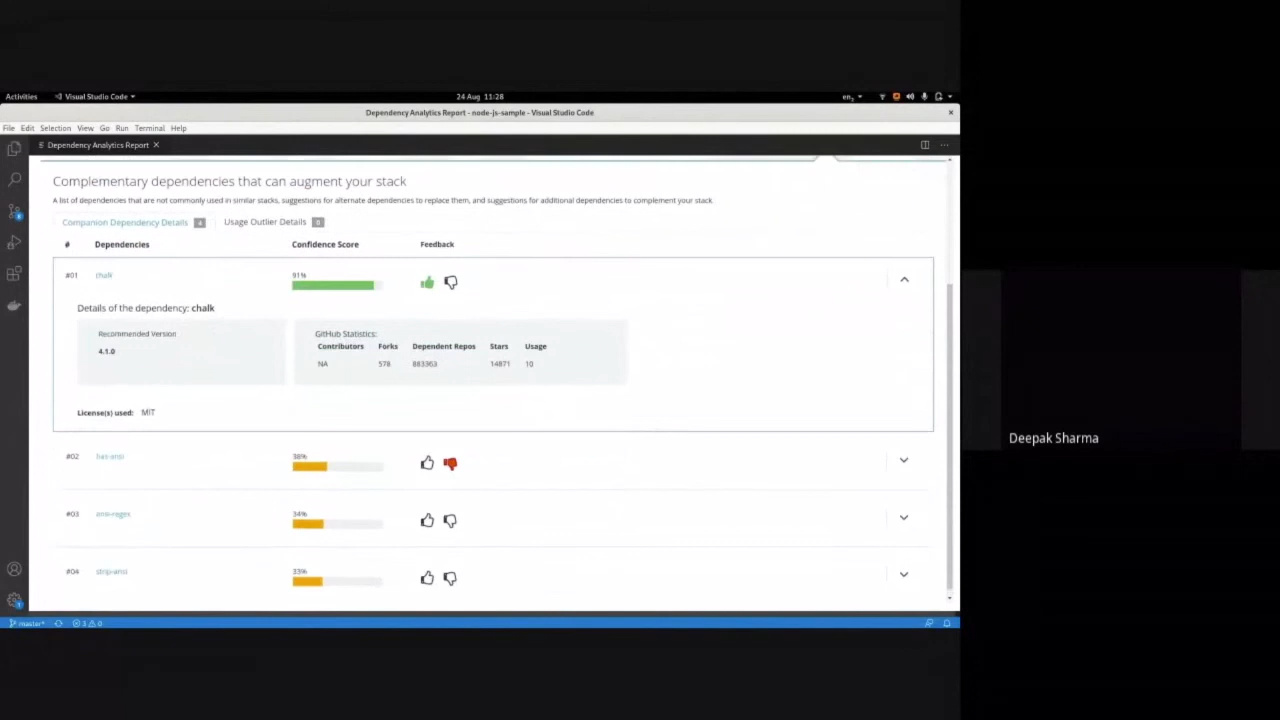 Activities Visual Studio Code 24 Aug 11:28 en2
Dependency Analytics Report - node-js-sample - Visual Studio Code ×
File Edit Selection View Go Run Terminal Help
Dependency Analytics Report ×
Complementary dependencies that can augment your stack
A list of dependencies that are not commonly used in similar stacks, suggestions for alternate dependencies to replace them, and suggestions for additional dependencies to complement your stack.
Companion Dependency Details 4 Usage Outlier Details
# Dependencies Confidence Score Feedback
#01 chalk 91%
Details of the dependency: chalk
Recommended Version
4.1.0
GitHub Statistics:
Contributors Forks Dependent Repos Stars Usage
NA 578 883363 14871 10
License(s) used: MIT
#02 has-ansi 38%
#03 ansi-regex 34%
#04 strip-ansi 33%
master* 3 0
Deepak Sharma